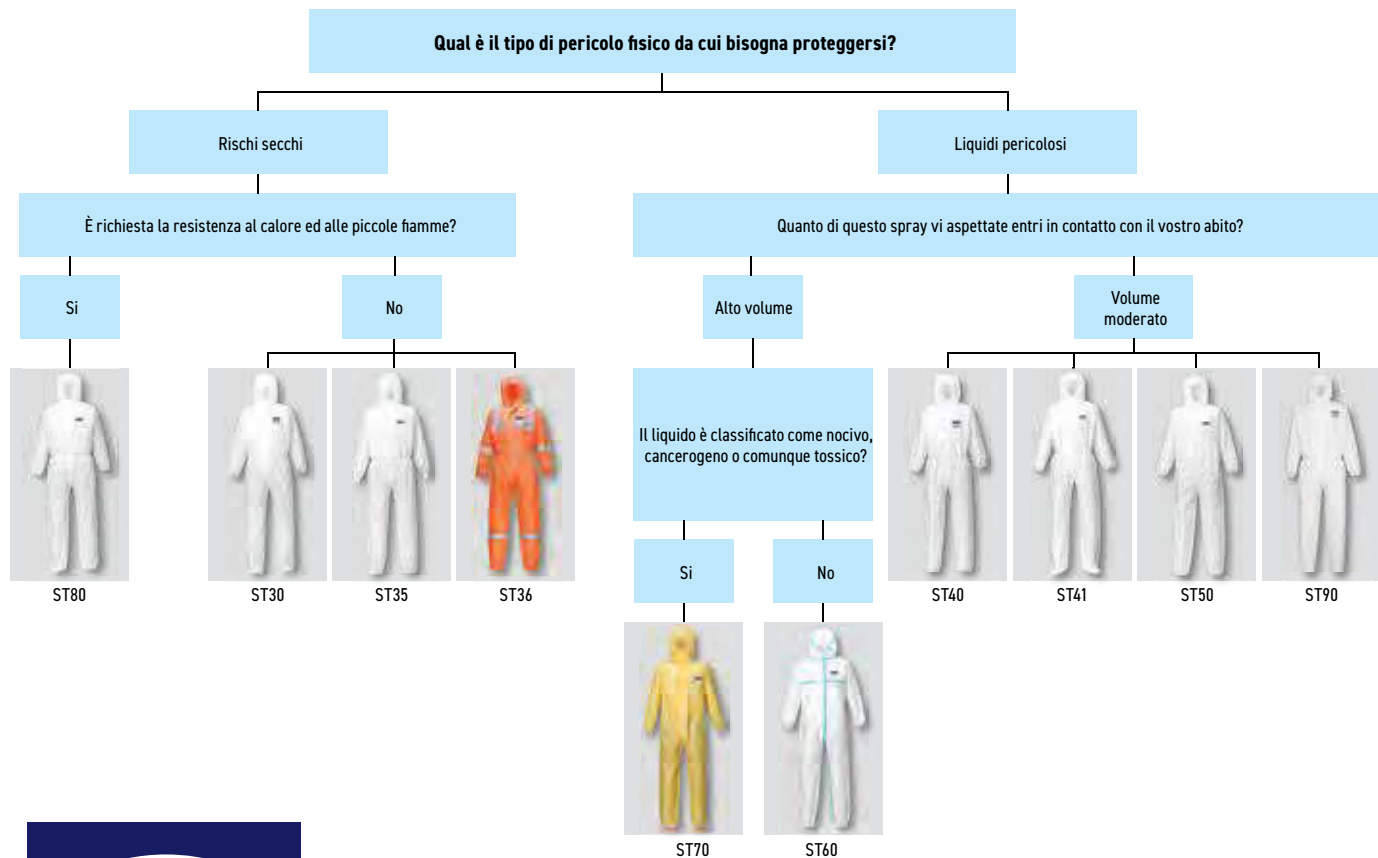 Qual è il tipo di pericolo fisico da cui bisogna proteggersi?
Rischi secchi
Liquidi pericolosi
È richiesta la resistenza al calore ed alle piccole fiamme?
Quanto di questo spray vi aspettate entri in contatto con il vostro abito?
Si
No
Alto volume
Volume
moderato
Il liquido è classificato come nocivo,
cancerogeno o comunque tossico?
ST80
ST30
ST35
ST36
ST40
ST41
ST50
ST90
Si
No
ST70
ST60